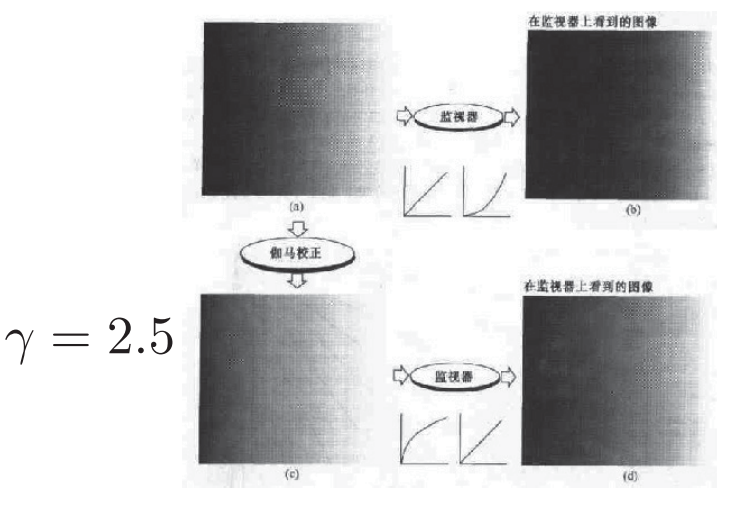 在监视器上看到的图像
监视器
(a)
(b)
伽马校正
γ = 2.5
在监视器上看到的图像
监视器
(c)
(d)